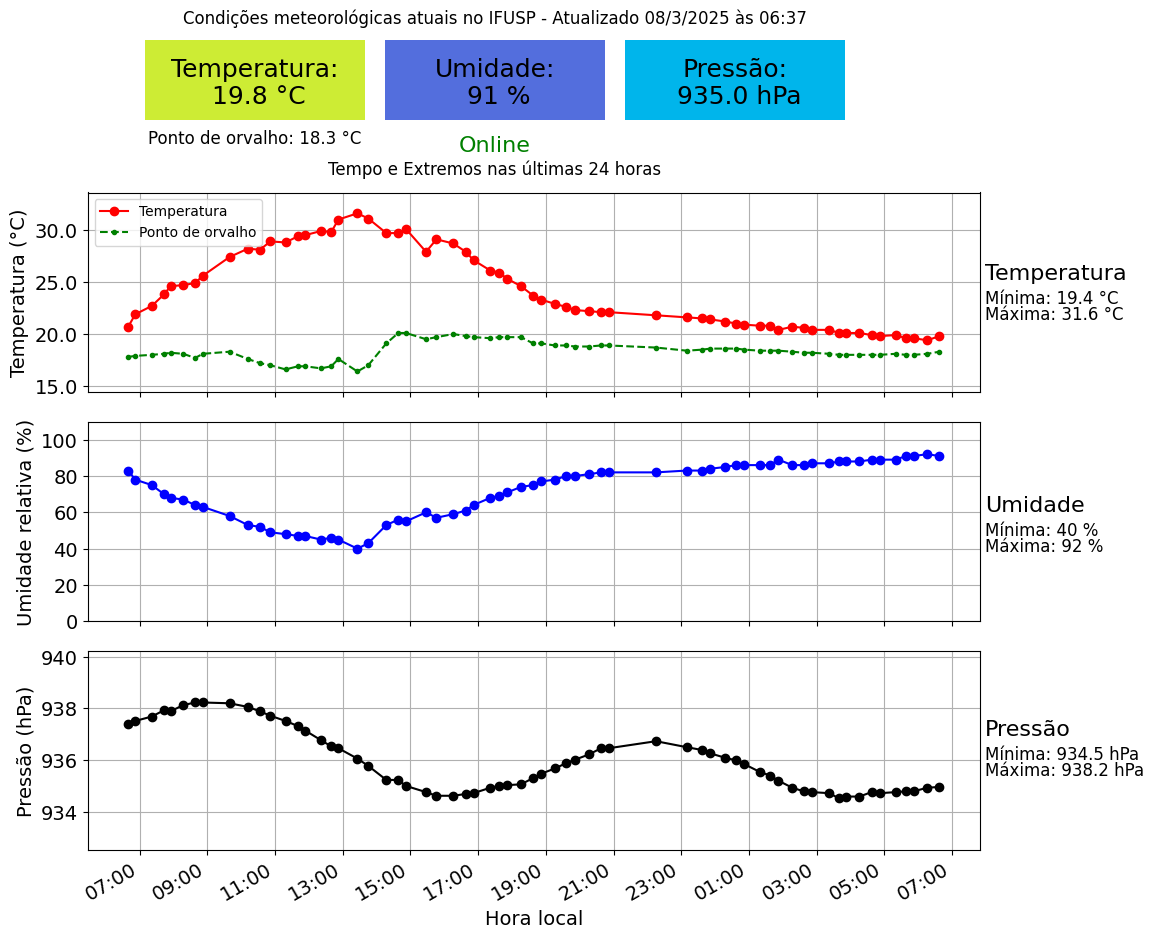 Condições meteorológicas atuais no IFUSP - Atualizado 08/3/2025 às 06:37
Temperatura:
19.8 °C
Umidade:
91 %
Pressão:
935.0 hPa
Ponto de orvalho: 18.3 °C
Online
Tempo e Extremos nas últimas 24 horas
Temperatura (°C)
30.0
25.0
20.0
15.0
Temperatura
Ponto de orvalho
Temperatura
Mínima: 19.4 °C
Máxima: 31.6 °C
Umidade relativa (%)
100
80
60
40
20
0
Umidade
Mínima: 40 %
Máxima: 92 %
Pressão (hPa)
940
938
936
934
Pressão
Mínima: 934.5 hPa
Máxima: 938.2 hPa
07:00 09:00 11:00 13:00 15:00 17:00 19:00 21:00 23:00 01:00 03:00 05:00 07:00
Hora local